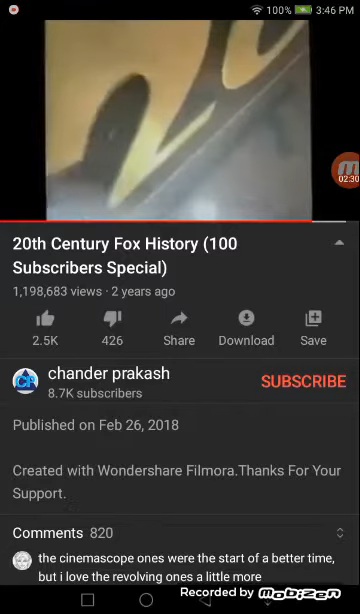 100% 3:46 PM
02:30
20th Century Fox History (100
Subscribers Special)
1,198,683 views · 2 years ago
2.5K 426 Share Download Save
CP
chander prakash
8.7K subscribers
SUBSCRIBE
Published on Feb 26, 2018
Created with Wondershare Filmora.Thanks For Your
Support.
Comments 820
the cinemascope ones were the start of a better time,
but i love the revolving ones a little more
Recorded by Mobizen